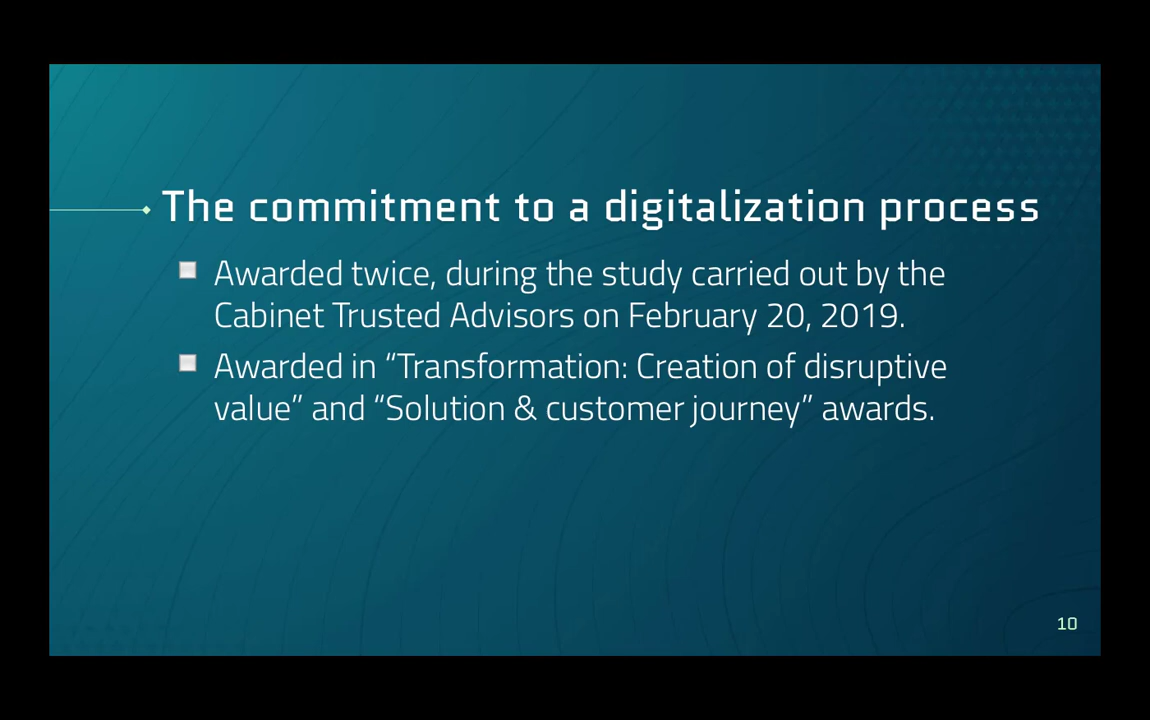 The commitment to a digitalization process
Awarded twice, during the study carried out by the
Cabinet Trusted Advisors on February 20, 2019.
Awarded in “Transformation: Creation of disruptive
value” and “Solution & customer journey” awards.
10